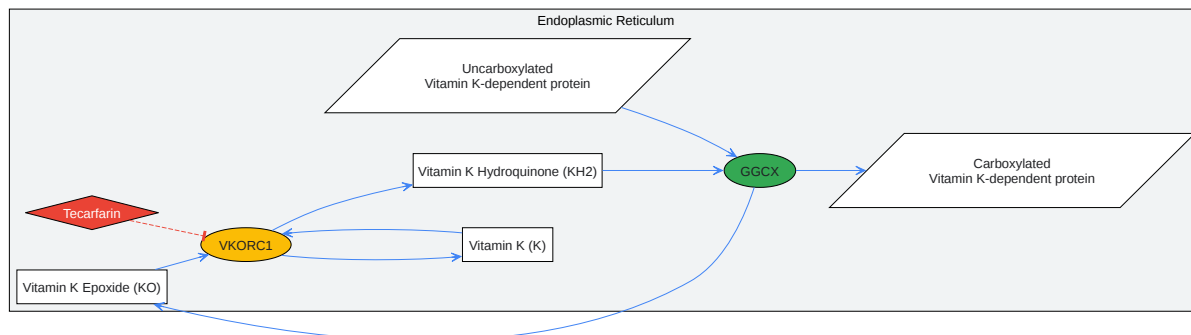 Endoplasmic Reticulum
Uncarboxylated
Vitamin K-dependent protein
Carboxylated
Vitamin K-dependent protein
Vitamin K Hydroquinone (KH2)
GGCX
Tecarfarin
VKORC1
Vitamin K (K)
Vitamin K Epoxide (KO)